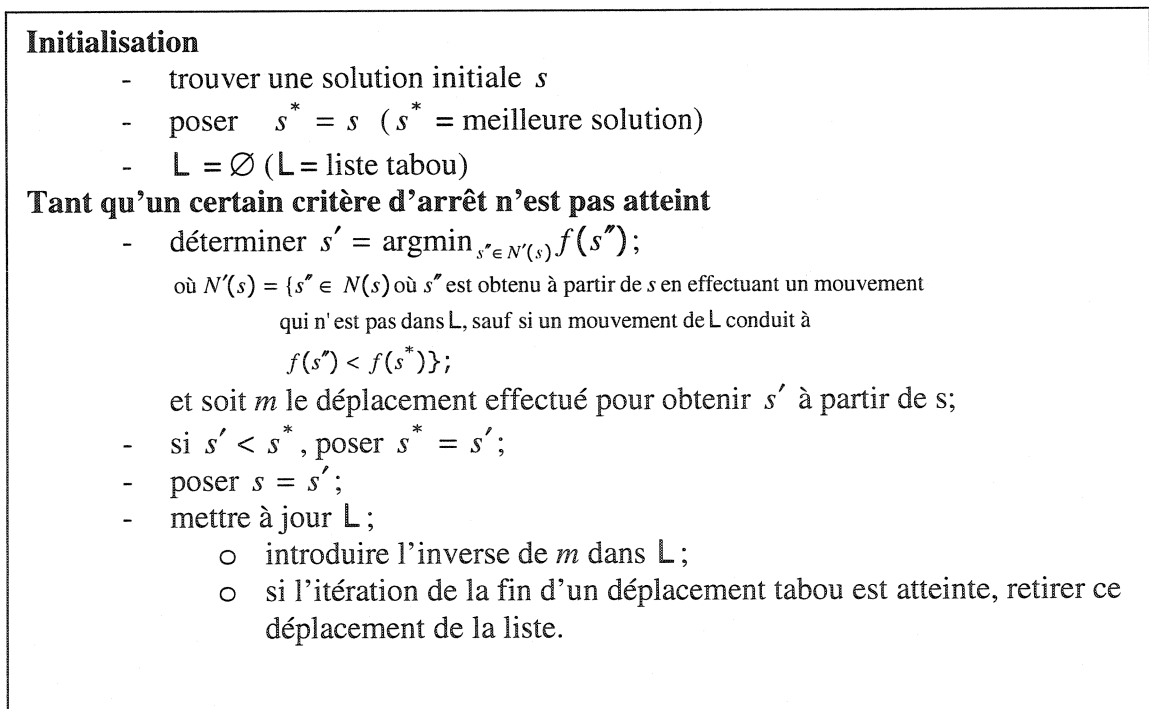 Initialisation
- trouver une solution initiale s
- poser s* = s (s* = meilleure solution)
- L = ∅ (L = liste tabou)
Tant qu'un certain critère d'arrêt n'est pas atteint
- déterminer s′ = argmin s″∈N′(s) f(s″);
où N′(s) = {s″ ∈ N(s) où s″ est obtenu à partir de s en effectuant un mouvement
qui n'est pas dans L, sauf si un mouvement de L conduit à
f(s″) < f(s*)};
et soit m le déplacement effectué pour obtenir s′ à partir de s;
- si s′ < s*, poser s* = s′;
- poser s = s′;
- mettre à jour L;
o introduire l'inverse de m dans L;
o si l'itération de la fin d'un déplacement tabou est atteinte, retirer ce
déplacement de la liste.